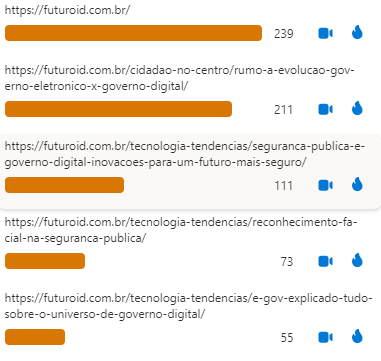 https://futuroid.com.br/
239
https://futuroid.com.br/cidadao-no-centro/rumo-a-evolucao-gov-
erno-eletronico-x-governo-digital/
211
https://futuroid.com.br/tecnologia-tendencias/seguranca-publica-e-
governo-digital-inovacoes-para-um-futuro-mais-seguro/
111
https://futuroid.com.br/tecnologia-tendencias/reconhecimento-fa-
cial-na-seguranca-publica/
73
https://futuroid.com.br/tecnologia-tendencias/e-gov-explicado-tudo-
sobre-o-universo-de-governo-digital/
55